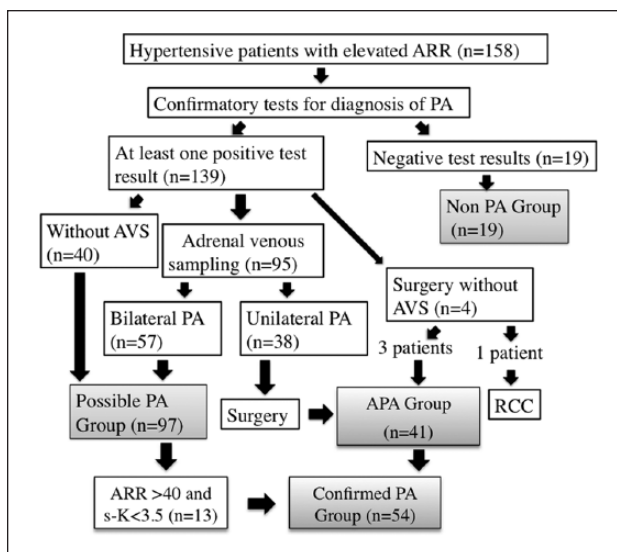 Hypertensive patients with elevated ARR (n=158)
Confirmatory tests for diagnosis of PA
At least one positive test
result (n=139)
Negative test results (n=19)
Non PA Group
(n=19)
Without AVS
(n=40)
Adrenal venous
sampling (n=95)
Surgery without
AVS (n=4)
Bilateral PA
(n=57)
Unilateral PA
(n=38)
3 patients
1 patient
Possible PA
Group (n=97)
Surgery
APA Group
(n=41)
RCC
ARR >40 and
s-K<3.5 (n=13)
Confirmed PA
Group (n=54)